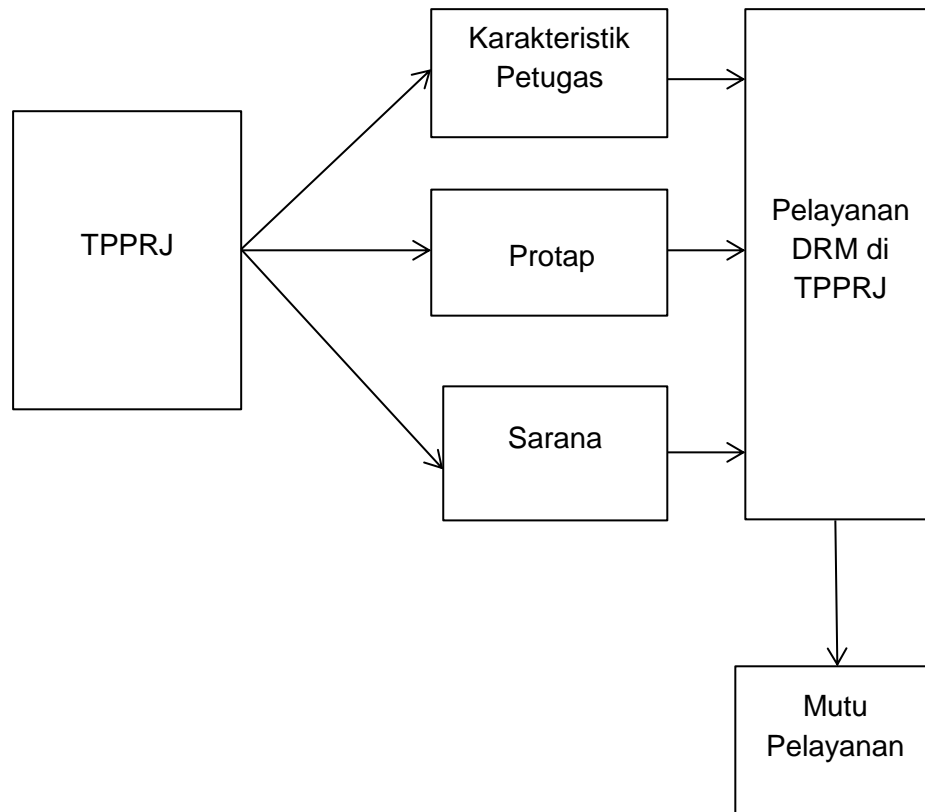 Karakteristik
Petugas
TPPRJ
Protap
Sarana
Pelayanan
DRM di
TPPRJ
Mutu
Pelayanan